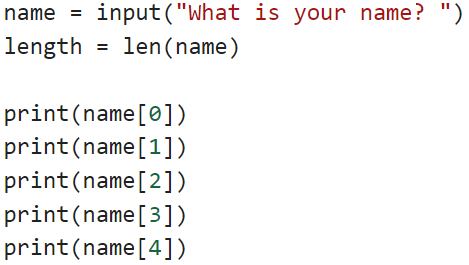 name = input("What is your name? ")
length = len(name)

print(name[0])
print(name[1])
print(name[2])
print(name[3])
print(name[4])